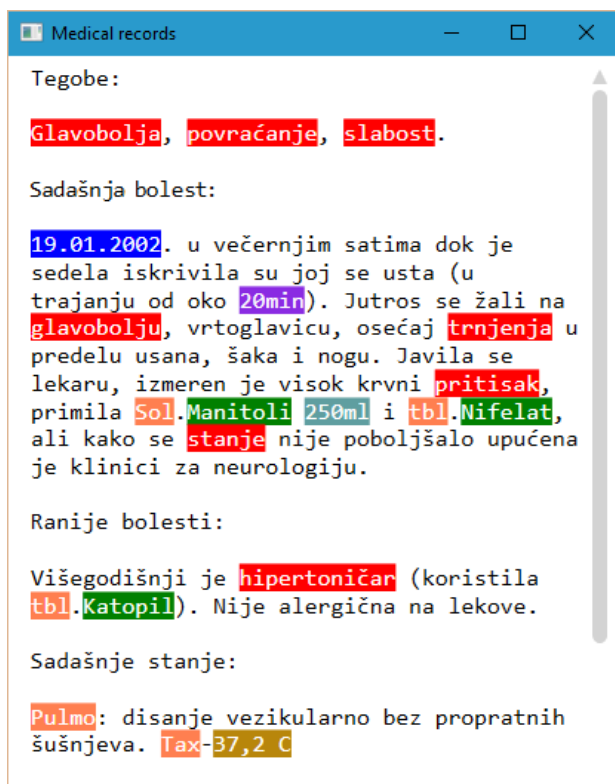 Medical records
Tegobe:
Glavobolja, povraćanje, slabost.
Sadašnja bolest:
19.01.2002. u večernjim satima dok je
sedela iskrivila su joj se usta (u
trajanju od oko 20min). Jutros se žali na
glavobolju, vrtoglavicu, osećaj trnjenja u
predelu usana, šaka i nogu. Javila se
lekaru, izmeren je visok krvni pritisak,
primila Sol.Manitoli 250ml i tbl.Nifelat,
ali kako se stanje nije poboljšalo upućena
je klinici za neurologiju.
Ranije bolesti:
Višegodišnji je hipertoničar (koristila
tbl.Katopil). Nije alergična na lekove.
Sadašnje stanje:
Pulmo: disanje vezikularno bez propratnih
šušnjeva. Tax-37,2 C